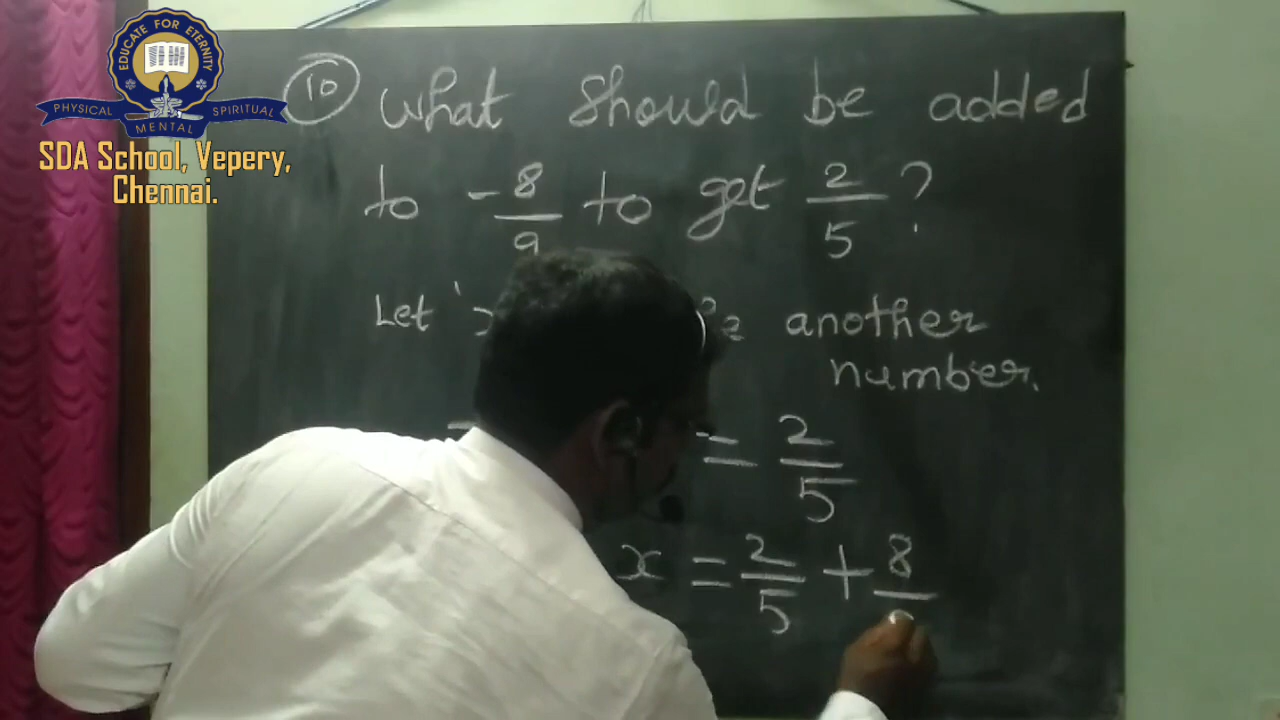 EDUCATE FOR ETERNITY
PHYSICAL MENTAL SPIRITUAL
SDA School, Vepery,
Chennai.
10 What should be added
to -8/9 to get 2/5 ?
Let another
number.
= 2/5
x = 2/5 + 8/